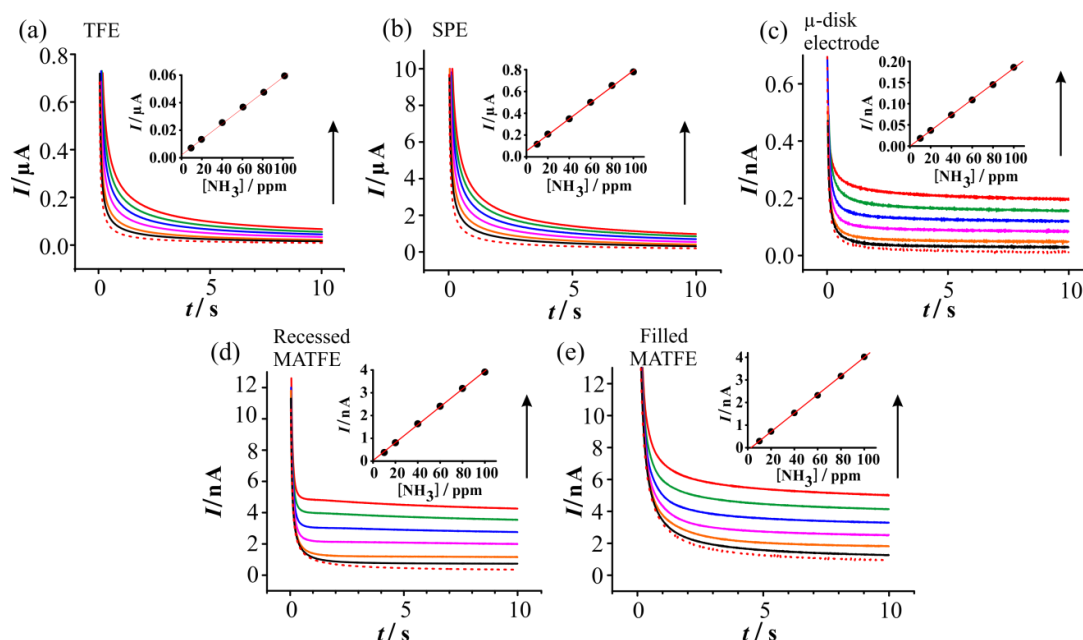 (a) TFE
I/µA
0.8
0.6
0.4
0.2
0.0
0 5 10
t/ s
I/µA
0.06
0.04
0.02
0.00
0 20 40 60 80 100
[NH3] / ppm
(b) SPE
I/µA
10
8
6
4
2
0 5 10
t/ s
I/µA
0.8
0.6
0.4
0.2
0.0
0 20 40 60 80 100
[NH3] / ppm
(c) µ-disk
electrode
I/nA
0.6
0.4
0.2
0.0
0 5 10
t/ s
I/nA
0.20
0.15
0.10
0.05
0.00
0 20 40 60 80 100
[NH3] / ppm
(d) Recessed
MATFE
I/nA
12
10
8
6
4
2
0
0 5 10
t/ s
I/nA
4
3
2
1
0
0 20 40 60 80 100
[NH3] / ppm
(e) Filled
MATFE
I/nA
12
10
8
6
4
2
0
0 5 10
t/ s
I/nA
4
3
2
1
0
0 20 40 60 80 100
[NH3] / ppm